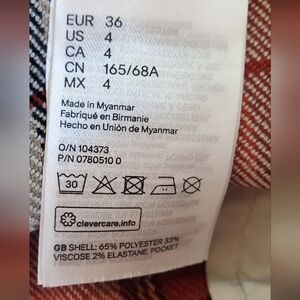 EUR 36
US 4
CA 4
CN 165/68A
MX 4
Made in Myanmar
Fabriqué en Birmanie
Hecho en Unión de Myanmar
O/N 104373
P/N 0780510 0
30
clevercare.info
GB SHELL: 65% POLYESTER 33%
VISCOSE 2% ELASTANE. POCKET